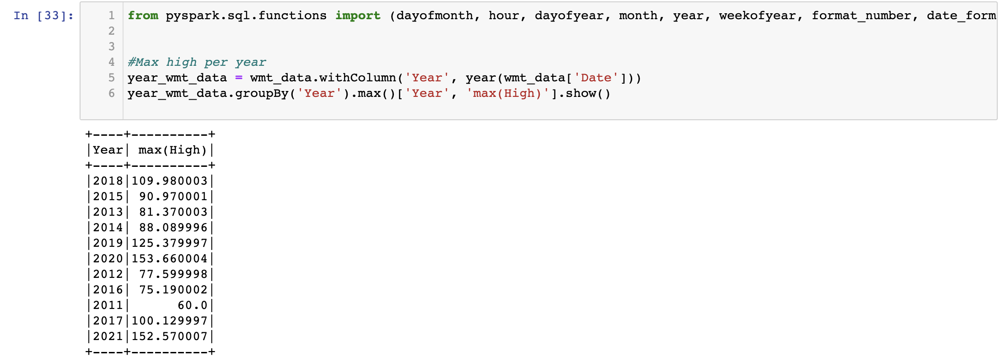 In [33]:
1 from pyspark.sql.functions import (dayofmonth, hour, dayofyear, month, year, weekofyear, format_number, date_form
2
3
4 #Max high per year
5 year_wmt_data = wmt_data.withColumn('Year', year(wmt_data['Date']))
6 year_wmt_data.groupBy('Year').max()['Year', 'max(High)'].show()
+----+----------+
|Year| max(High)|
+----+----------+
|2018|109.980003|
|2015| 90.970001|
|2013| 81.370003|
|2014| 88.089996|
|2019|125.379997|
|2020|153.660004|
|2012| 77.599998|
|2016| 75.190002|
|2011|      60.0|
|2017|100.129997|
|2021|152.570007|
+----+----------+